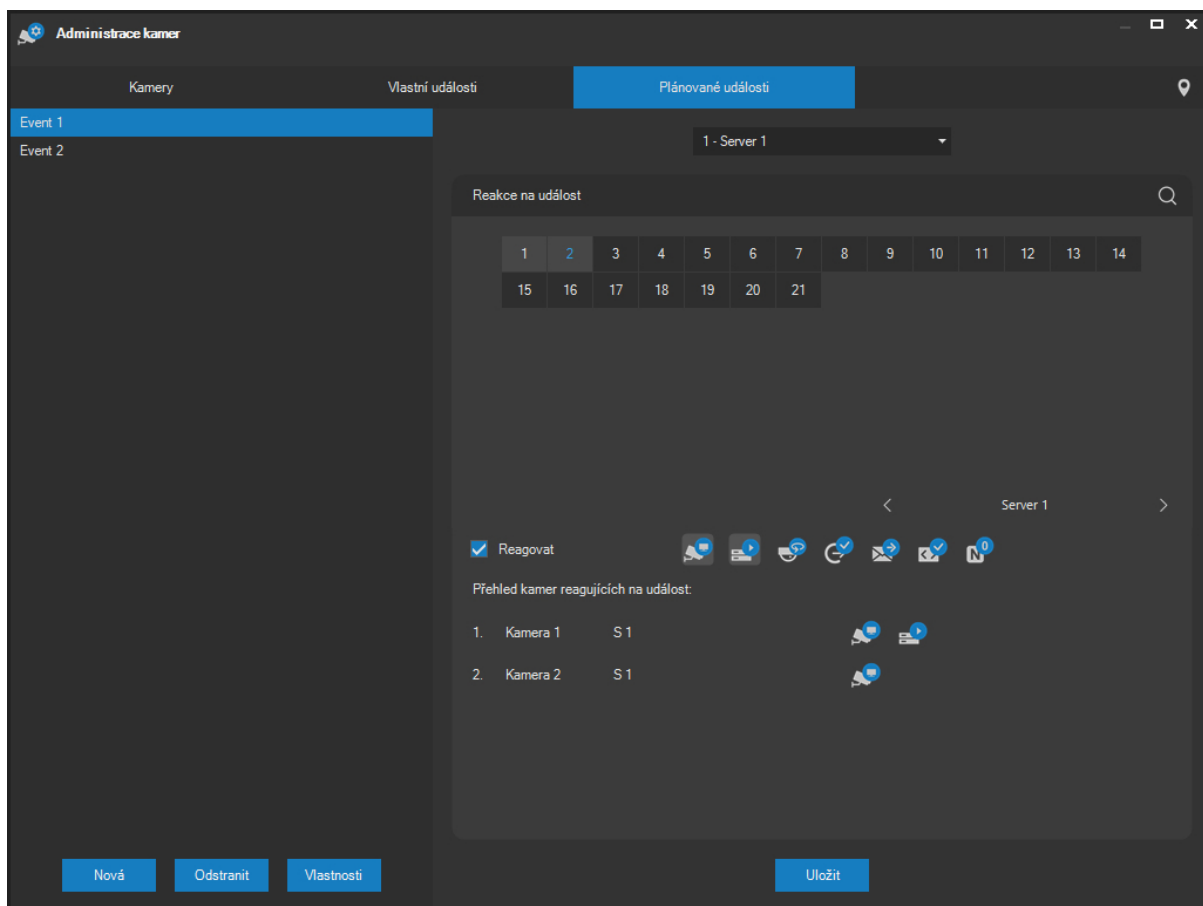 Administrace kamer
Kamery Vlastní události Plánované události
Event 1
Event 2
1 - Server 1
Reakce na událost
1 2 3 4 5 6 7 8 9 10 11 12 13 14
15 16 17 18 19 20 21
Server 1
Reagovat
N 0
Přehled kamer reagujících na událost:
1. Kamera 1 S 1
2. Kamera 2 S 1
Nová Odstranit Vlastnosti Uložit